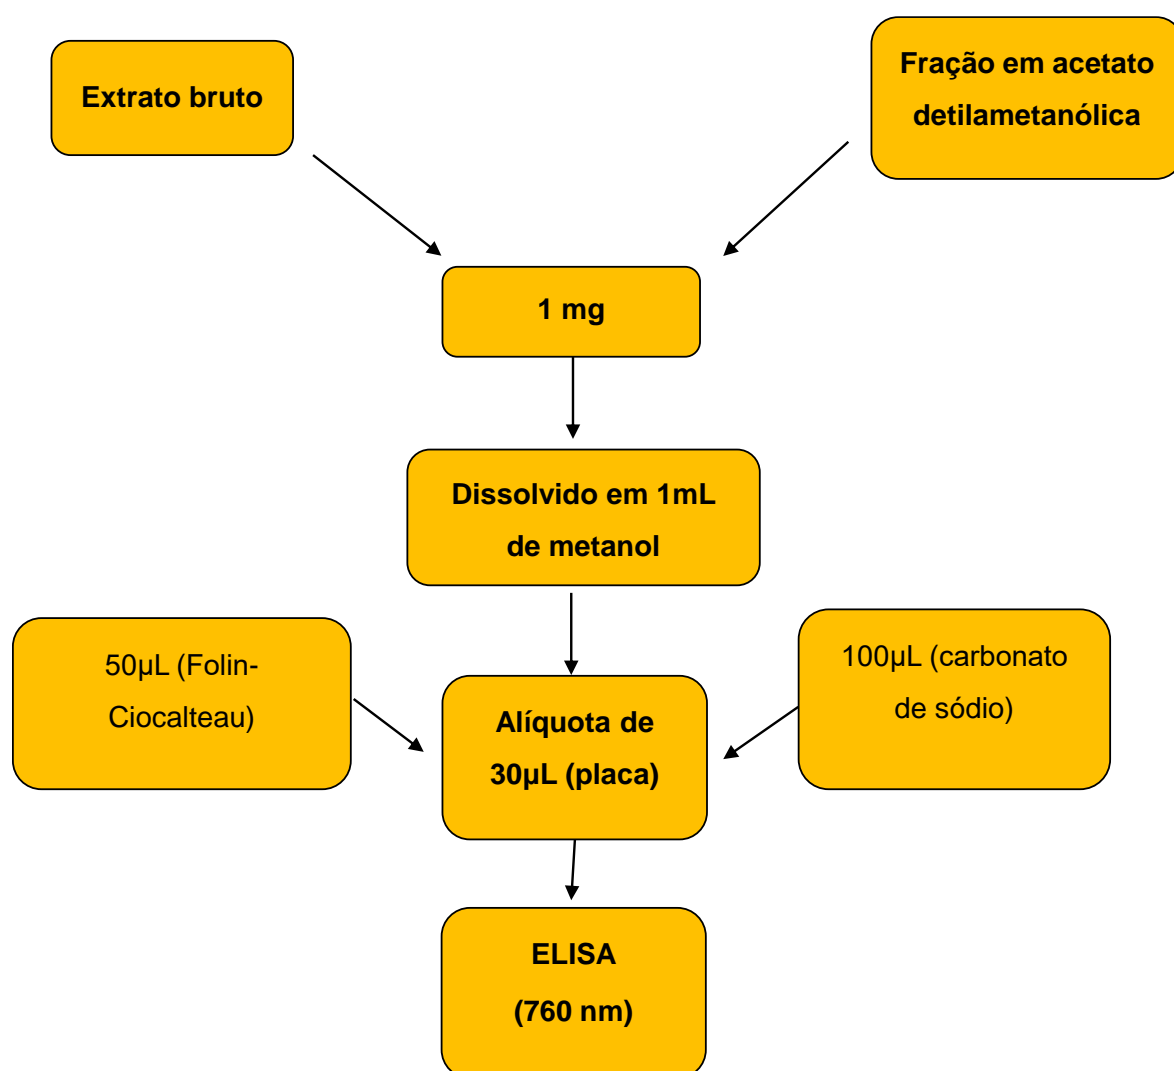 Extrato bruto
Fração em acetato
detilametanólica
1 mg
Dissolvido em 1mL
de metanol
50µL (Folin-
Ciocalteau)
100µL (carbonato
de sódio)
Alíquota de
30µL (placa)
ELISA
(760 nm)